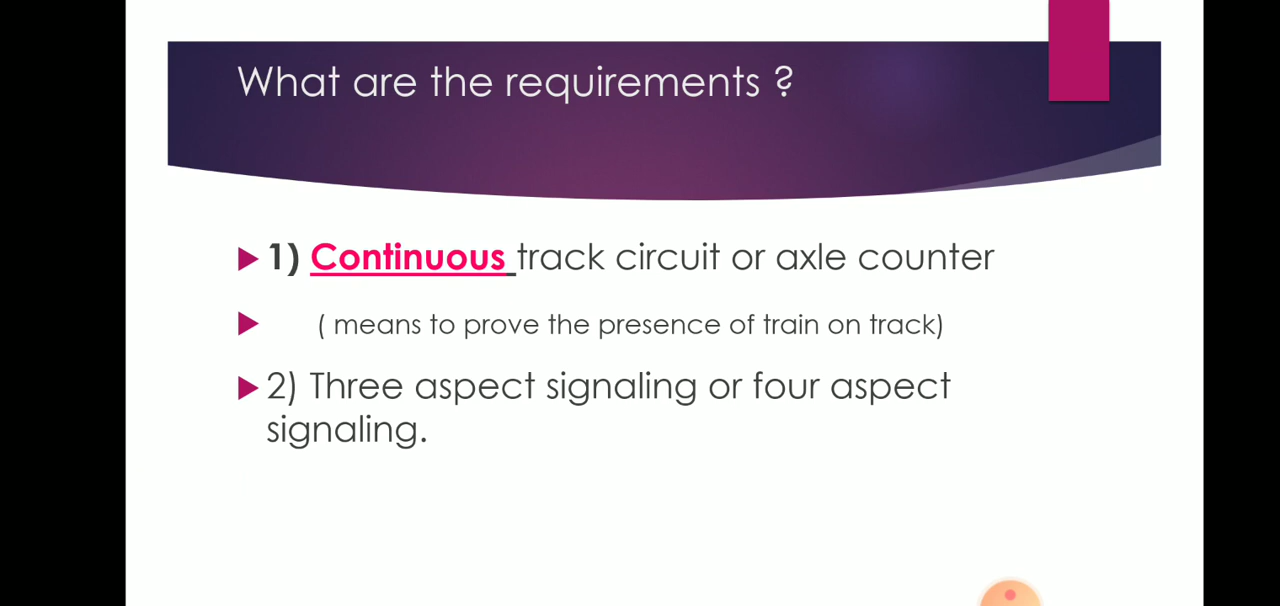 What are the requirements ?
1) Continuous track circuit or axle counter
( means to prove the presence of train on track)
2) Three aspect signaling or four aspect
signaling.